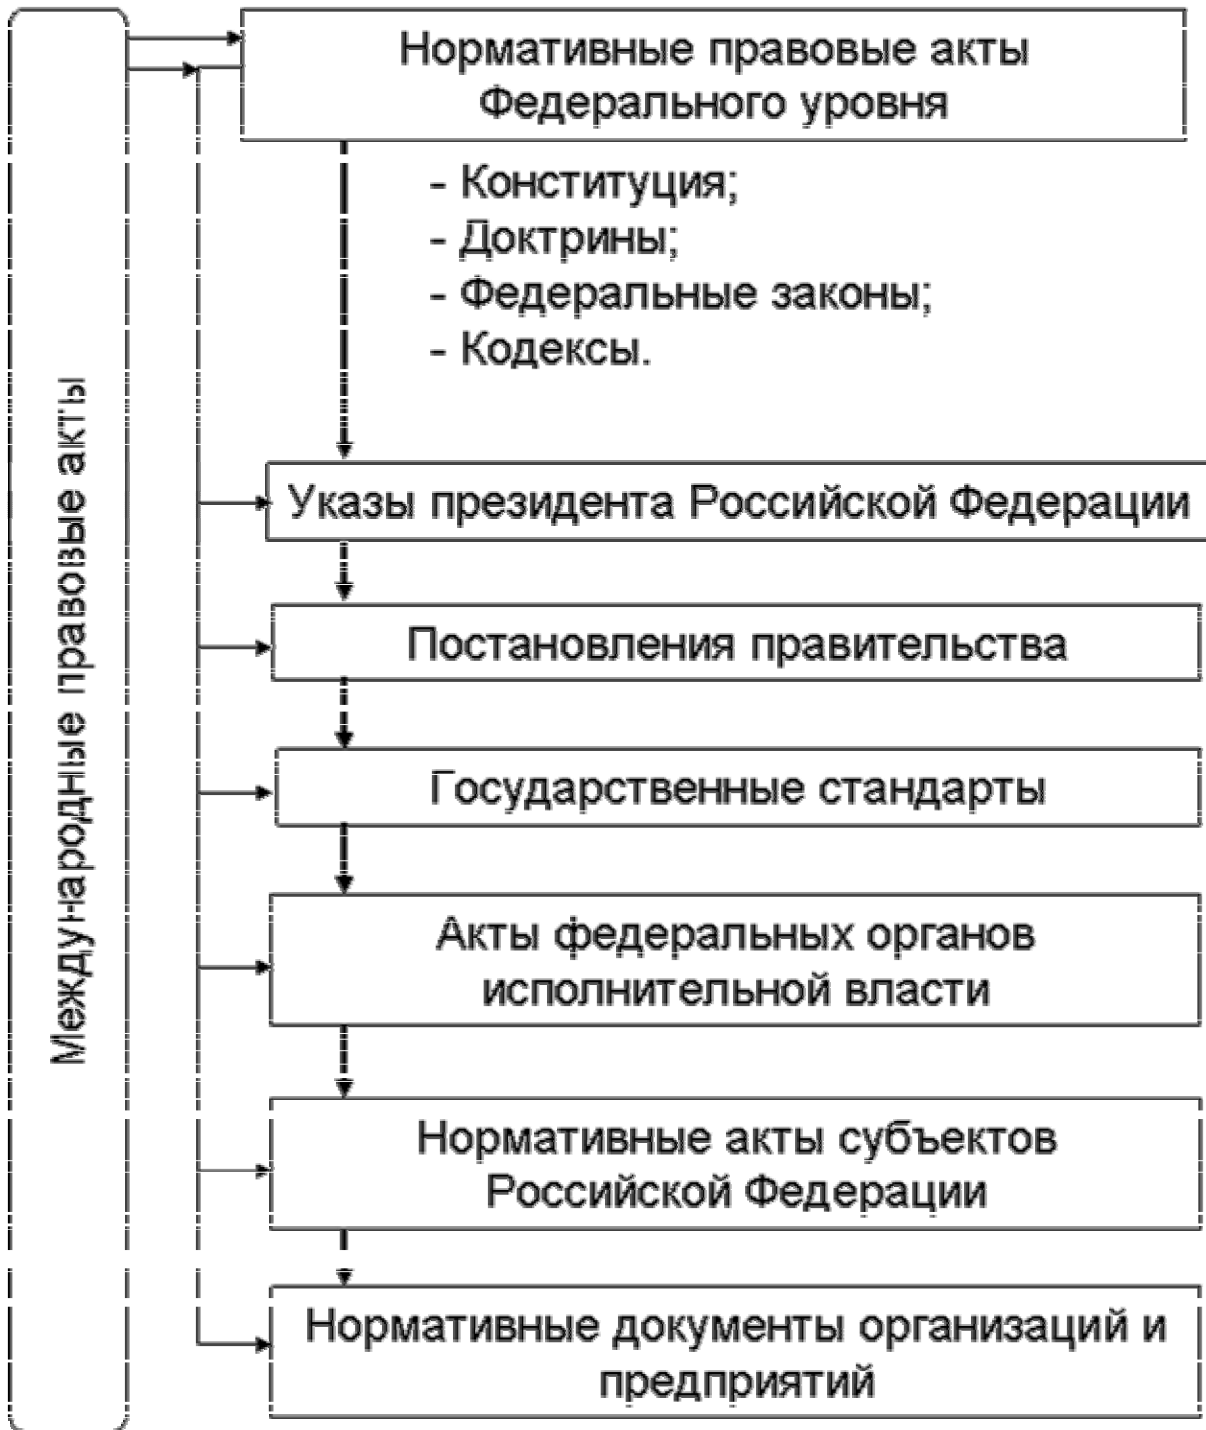 Международные правовые акты
Нормативные правовые акты
Федерального уровня
- Конституция;
- Доктрины;
- Федеральные законы;
- Кодексы.
Указы президента Российской Федерации
Постановления правительства
Государственные стандарты
Акты федеральных органов
исполнительной власти
Нормативные акты субъектов
Российской Федерации
Нормативные документы организаций и
предприятий